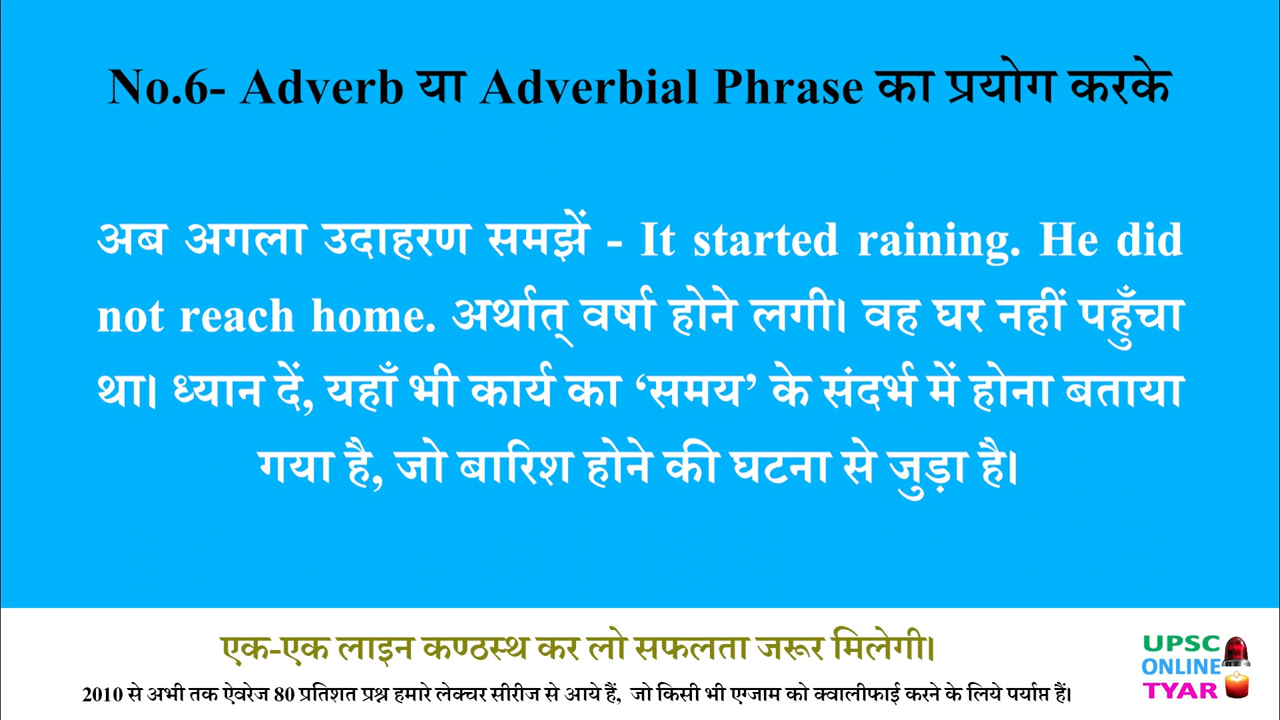 No.6- Adverb या Adverbial Phrase का प्रयोग करके
अब अगला उदाहरण समझें - It started raining. He did
not reach home. अर्थात् वर्षा होने लगी। वह घर नहीं पहुँचा
था। ध्यान दें, यहाँ भी कार्य का ‘समय’ के संदर्भ में होना बताया
गया है, जो बारिश होने की घटना से जुड़ा है।
एक-एक लाइन कण्ठस्थ कर लो सफलता जरूर मिलेगी।
2010 से अभी तक ऐवरेज 80 प्रतिशत प्रश्न हमारे लेक्चर सीरीज से आये हैं, जो किसी भी एग्जाम को क्वालीफाई करने के लिये पर्याप्त हैं।
UPSC
ONLINE
TYAR